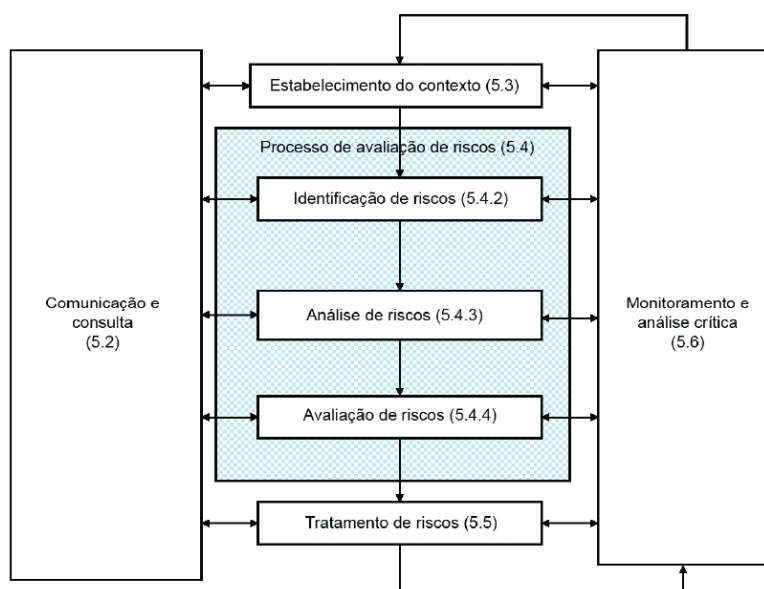 Estabelecimento do contexto (5.3)
Processo de avaliação de riscos (5.4)
Identificação de riscos (5.4.2)
Comunicação e
consulta
(5.2)
Análise de riscos (5.4.3)
Monitoramento e
análise crítica
(5.6)
Avaliação de riscos (5.4.4)
Tratamento de riscos (5.5)